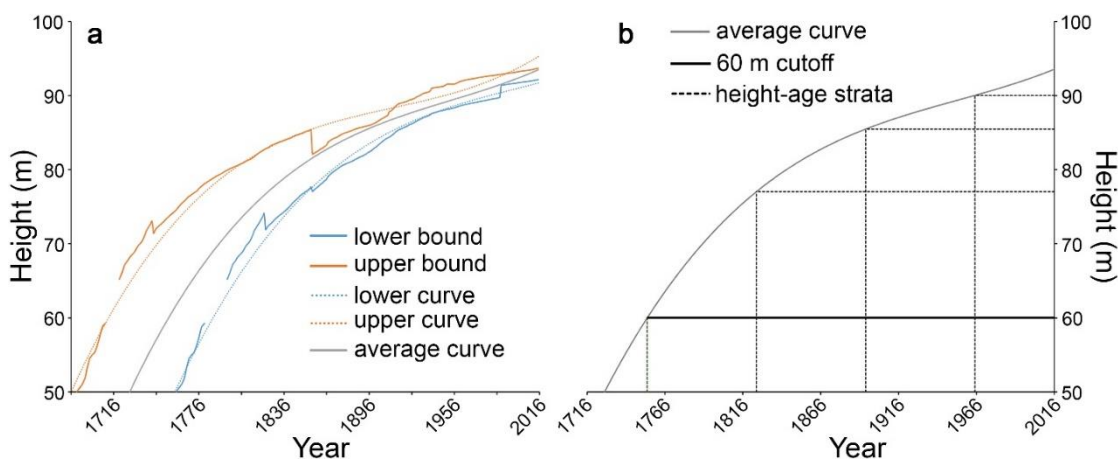 a
100
90
80
70
60
50
Height (m)
lower bound
upper bound
lower curve
upper curve
average curve
1716
1776
1836
1896
1956
2016
Year
b
average curve
60 m cutoff
height-age strata
100
90
80
70
60
50
Height (m)
1716
1766
1816
1866
1916
1966
2016
Year